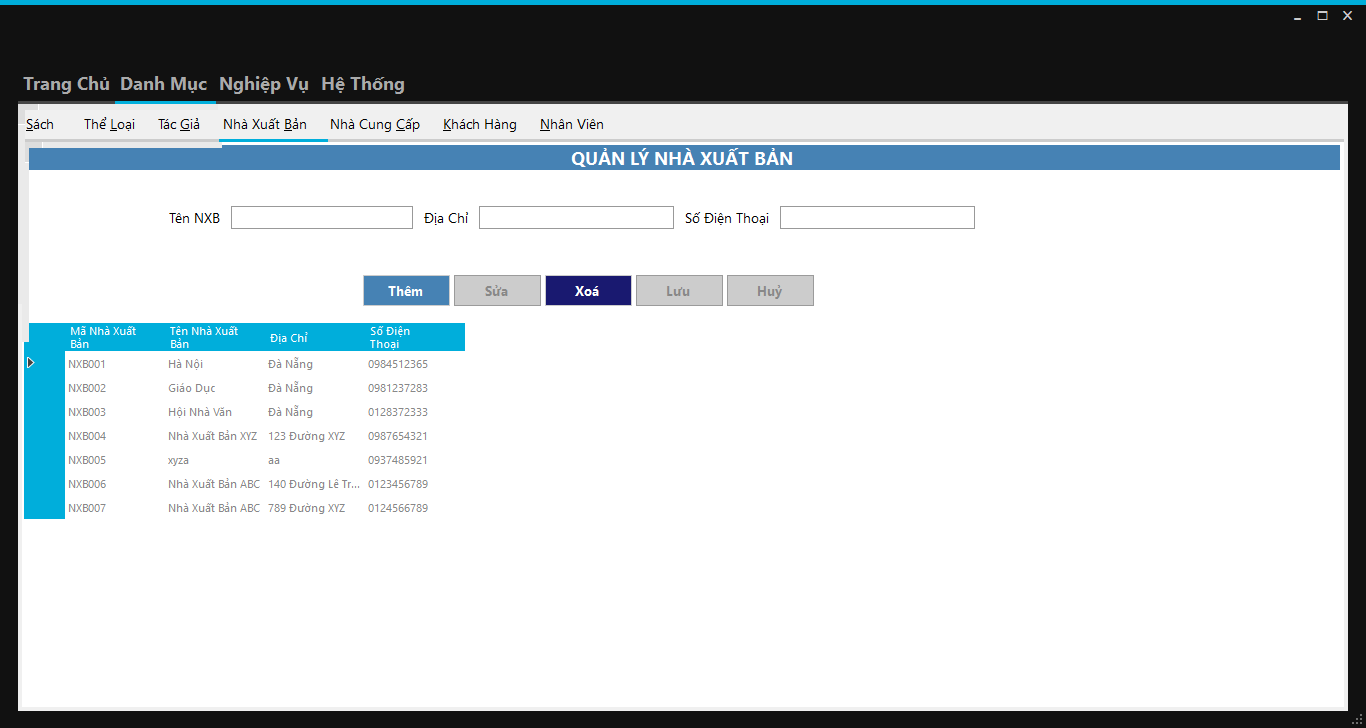 Trang Chủ Danh Mục Nghiệp Vụ Hệ Thống
Sách Thể Loại Tác Giả Nhà Xuất Bản Nhà Cung Cấp Khách Hàng Nhân Viên
QUẢN LÝ NHÀ XUẤT BẢN
Tên NXB Địa Chỉ Số Điện Thoại
Thêm Sửa Xoá Lưu Huỷ
Mã Nhà Xuất Bản Tên Nhà Xuất Bản Địa Chỉ Số Điện Thoại
NXB001 Hà Nội Đà Nẵng 0984512365
NXB002 Giáo Dục Đà Nẵng 0981237283
NXB003 Hội Nhà Văn Đà Nẵng 0128372333
NXB004 Nhà Xuất Bản XYZ 123 Đường XYZ 0987654321
NXB005 xyza aa 0937485921
NXB006 Nhà Xuất Bản ABC 140 Đường Lê Tr... 0123456789
NXB007 Nhà Xuất Bản ABC 789 Đường XYZ 0124566789